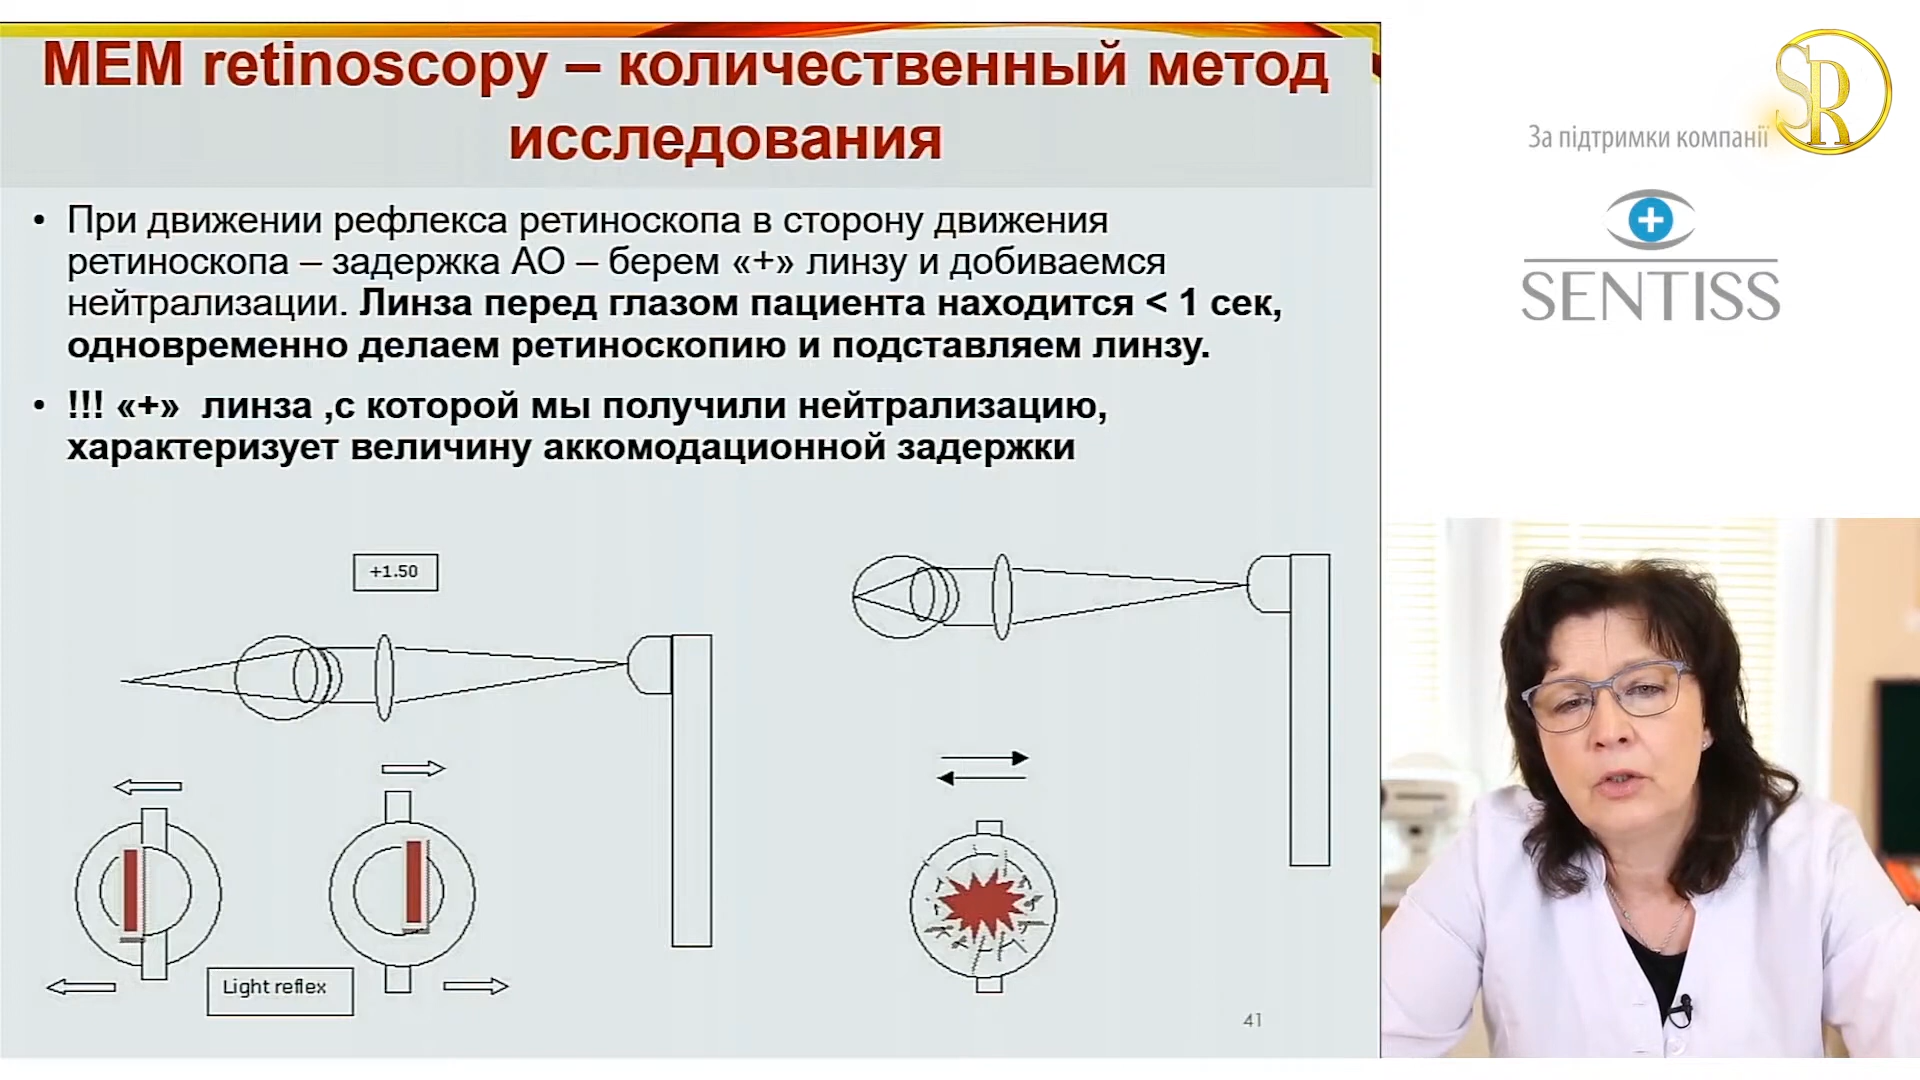 MEM retinoscopy – количественный метод
исследования
• При движении рефлекса ретиноскопа в сторону движения
ретиноскопа – задержка АО – берем «+» линзу и добиваемся
нейтрализации. Линза перед глазом пациента находится < 1 сек,
одновременно делаем ретиноскопию и подставляем линзу.
• !!! «+» линза ,с которой мы получили нейтрализацию,
характеризует величину аккомодационной задержки
+1.50
Light reflex
41
За підтримки компанії
SR
SENTISS